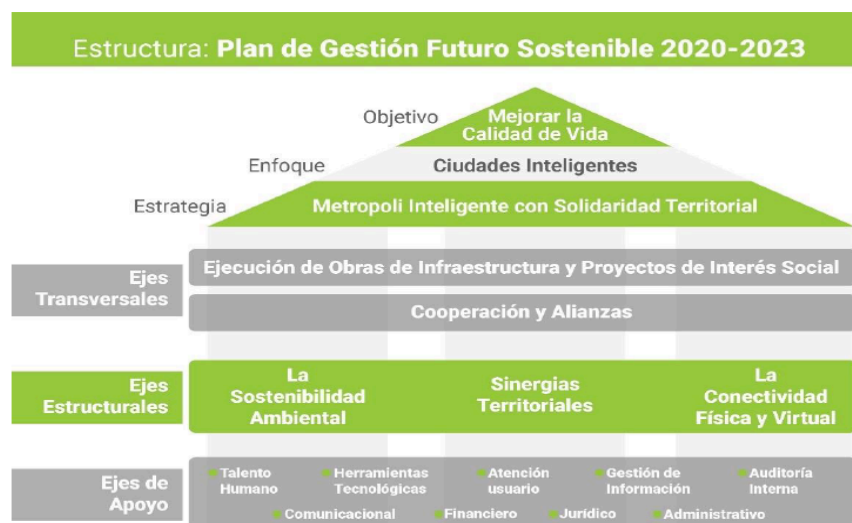 Estructura: Plan de Gestión Futuro Sostenible 2020-2023
Objetivo
Mejorar la
Calidad de Vida
Enfoque
Ciudades Inteligentes
Estrategia
Metropoli Inteligente con Solidaridad Territorial
Ejes
Transversales
Ejecución de Obras de Infraestructura y Proyectos de Interés Social
Cooperación y Alianzas
Ejes
Estructurales
La
Sostenibilidad
Ambiental
Sinergias
Territoriales
La
Conectividad
Física y Virtual
Ejes de
Apoyo
Talento
Humano
Herramientas
Tecnológicas
Atención
usuario
Gestión de
Información
Auditoría
Interna
Comunicacional
Financiero
Jurídico
Administrativo